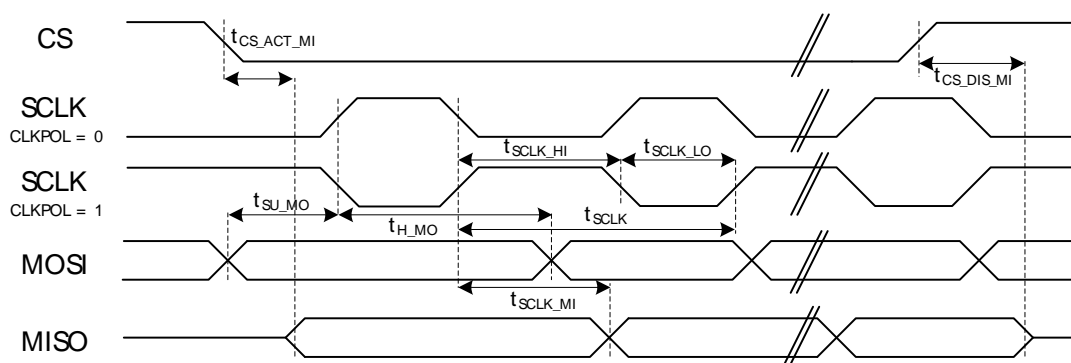 CS
tCS_ACT_MI
tCS_DIS_MI
SCLK
CLKPOL = 0
tSCLK_HI
tSCLK_LO
SCLK
CLKPOL = 1
tSU_MO
tH_MO
tSCLK
MOSI
tSCLK_MI
MISO